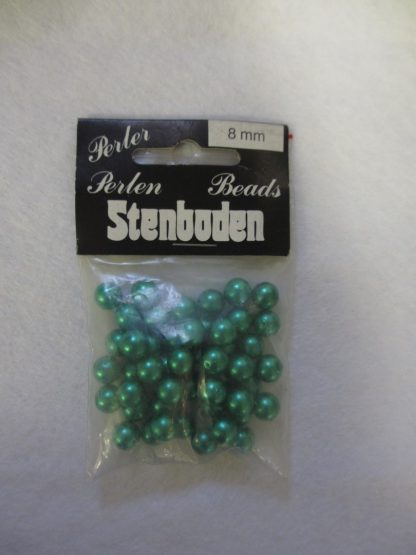 Perler
8 mm
Perlen Beads
Stenboden